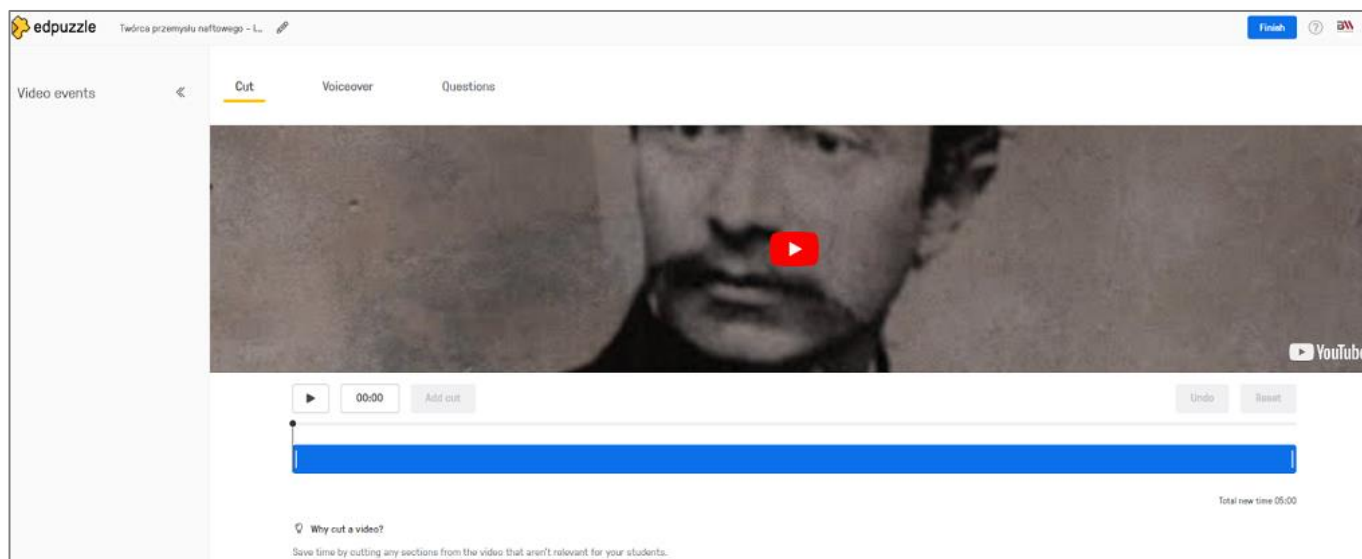 edpuzzle Twórca przemysłu naftowego - I... Finish
Video events Cut Voiceover Questions
YouTube
00:00 Add cut Undo Reset
Total new time 05:00
Why cut a video?
Save time by cutting any sections from the video that aren't relevant for your students.